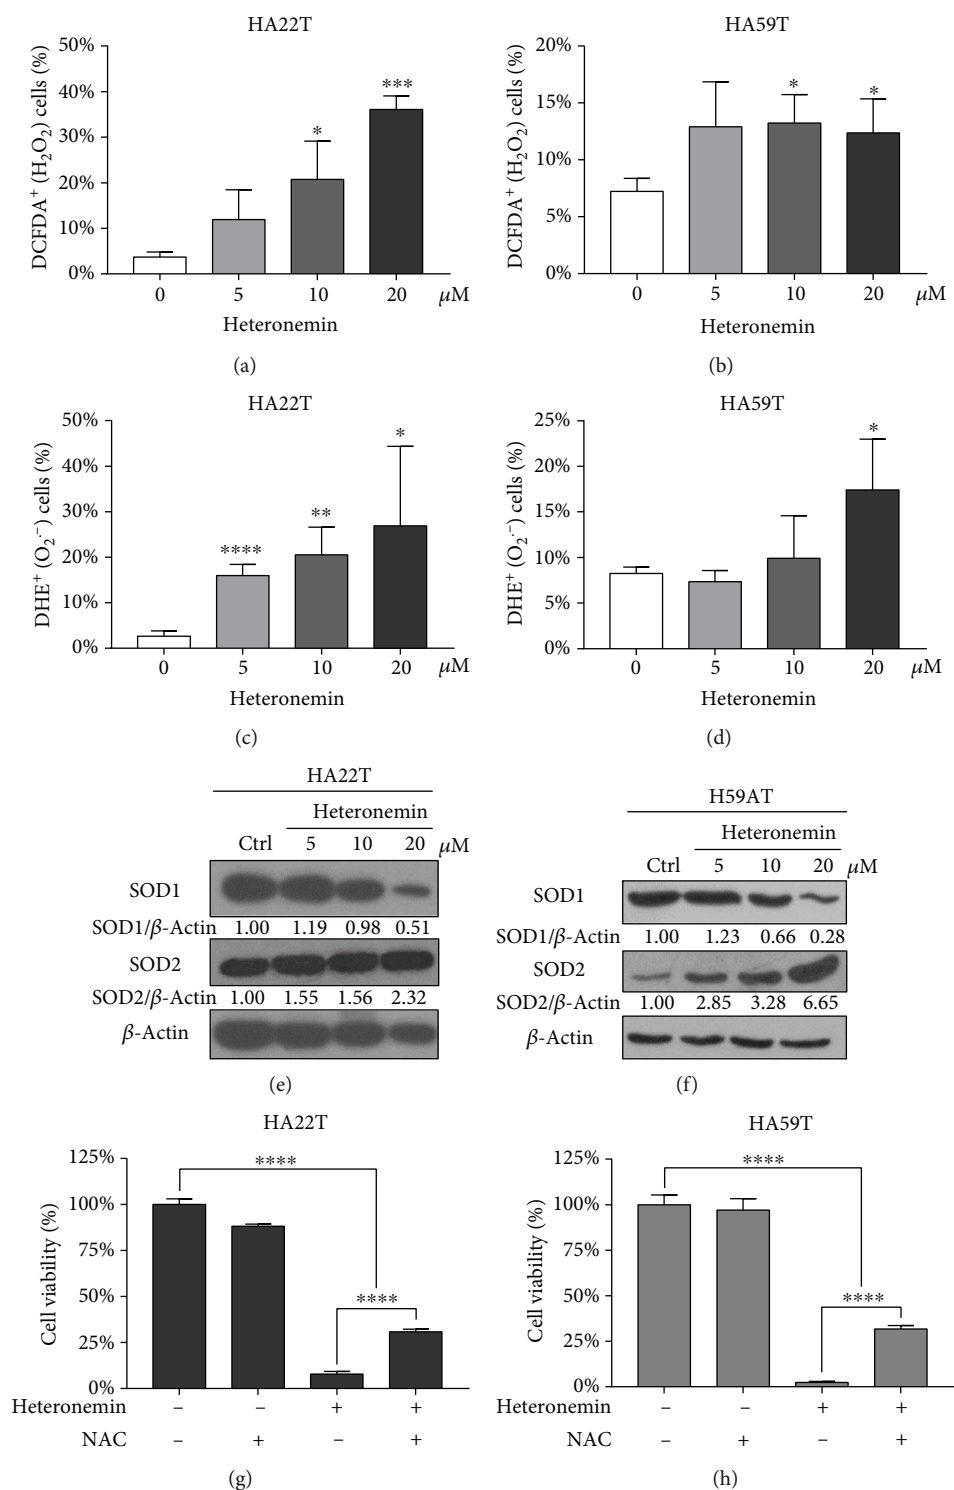 HA22T
DCFDA⁺ (H₂O₂) cells (%)
50%
40%
30%
20%
10%
0%
*
***
0 5 10 20 μM
Heteronemin
(a)
HA59T
DCFDA⁺ (H₂O₂) cells (%)
20%
15%
10%
5%
0%
*
*
0 5 10 20 μM
Heteronemin
(b)
HA22T
DHE⁺ (O₂·⁻) cells (%)
50%
40%
30%
20%
10%
0%
****
**
*
0 5 10 20 μM
Heteronemin
(c)
HA59T
DHE⁺ (O₂·⁻) cells (%)
25%
20%
15%
10%
5%
0%
*
0 5 10 20 μM
Heteronemin
(d)
HA22T
Heteronemin
Ctrl 5 10 20 μM
SOD1
SOD1/β-Actin 1.00 1.19 0.98 0.51
SOD2
SOD2/β-Actin 1.00 1.55 1.56 2.32
β-Actin
(e)
H59AT
Heteronemin
Ctrl 5 10 20 μM
SOD1
SOD1/β-Actin 1.00 1.23 0.66 0.28
SOD2
SOD2/β-Actin 1.00 2.85 3.28 6.65
β-Actin
(f)
HA22T
Cell viability (%)
125%
100%
75%
50%
25%
0%
****
****
Heteronemin − − + +
NAC − + − +
(g)
HA59T
Cell viability (%)
125%
100%
75%
50%
25%
0%
****
****
Heteronemin − − + +
NAC − + − +
(h)